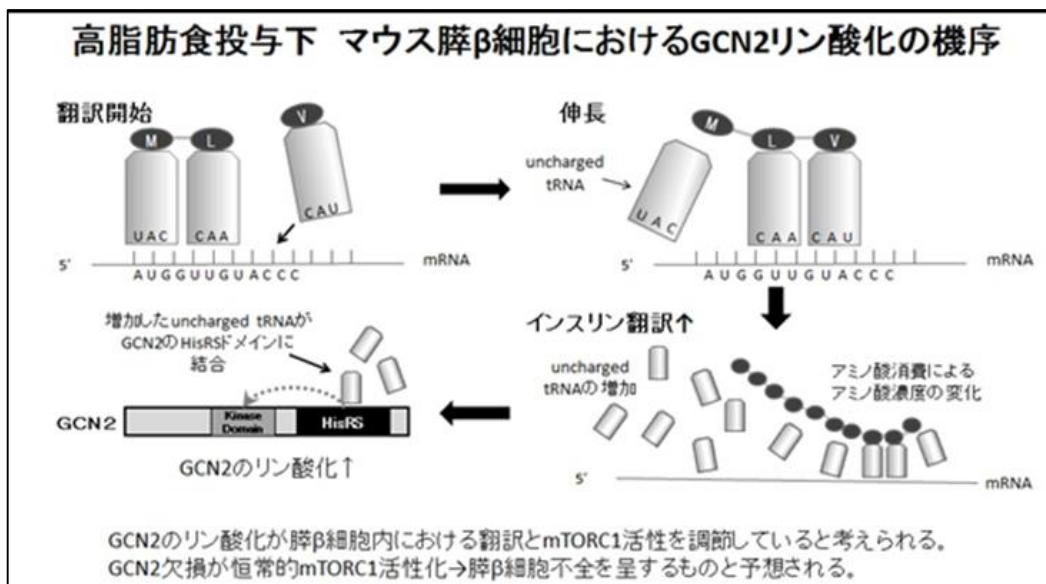 高脂肪食投与下 マウス膵β細胞におけるGCN2リン酸化の機序
翻訳開始
M
L
V
UAC
CAA
CAU
5′
AUGGUUGUACCC
mRNA
伸長
uncharged
tRNA
M
L
V
UAC
CAA
CAU
5′
AUGGUUGUACCC
mRNA
インスリン翻訳↑
uncharged
tRNAの増加
アミノ酸消費による
アミノ酸濃度の変化
5′
mRNA
増加したuncharged tRNAが
GCN2のHisRSドメインに
結合
GCN2
Kinase
Domain
HisRS
GCN2のリン酸化↑
GCN2のリン酸化が膵β細胞内における翻訳とmTORC1活性を調節していると考えられる。
GCN2欠損が恒常的mTORC1活性化→膵β細胞不全を呈するものと予想される。